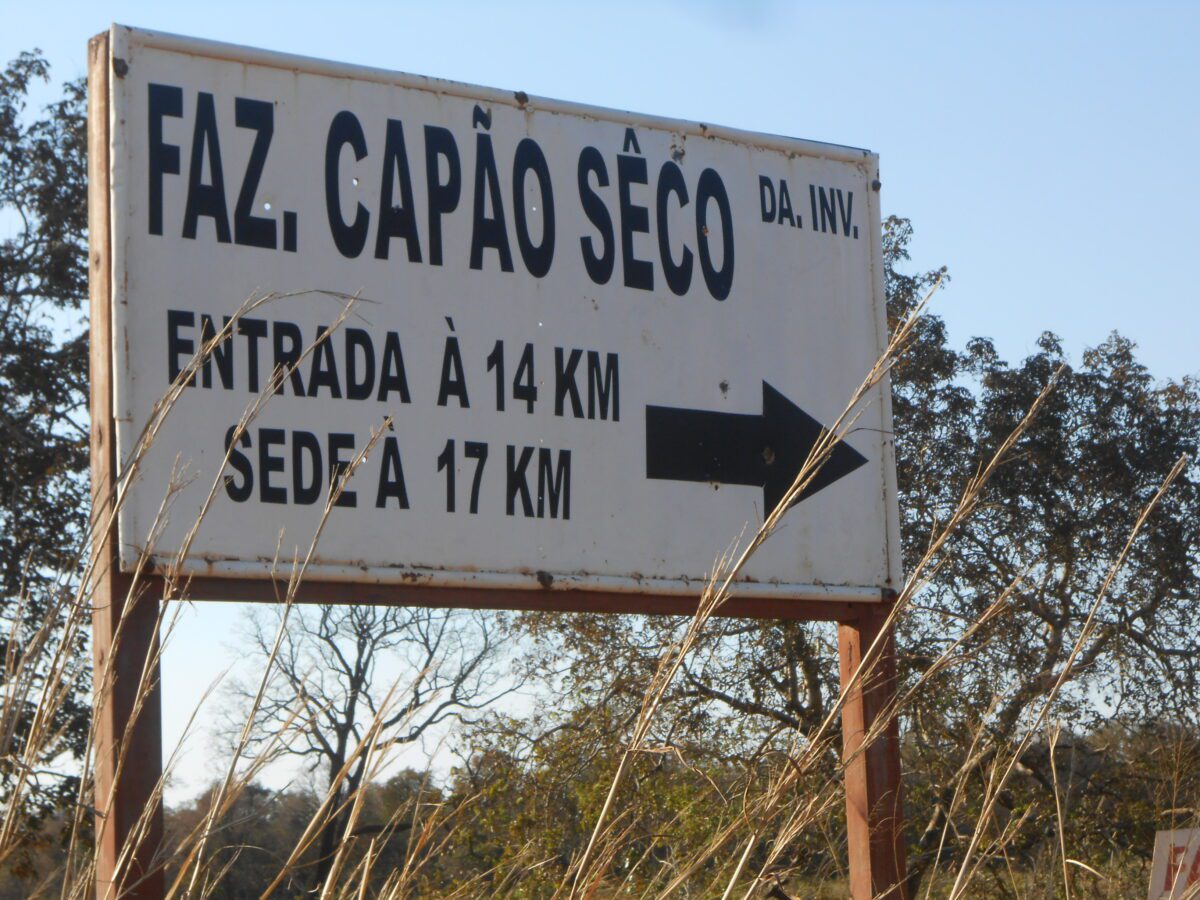 FAZ. CAPÃO SÊCO DA. INV.
ENTRADA À 14 KM
SEDE À 17 KM